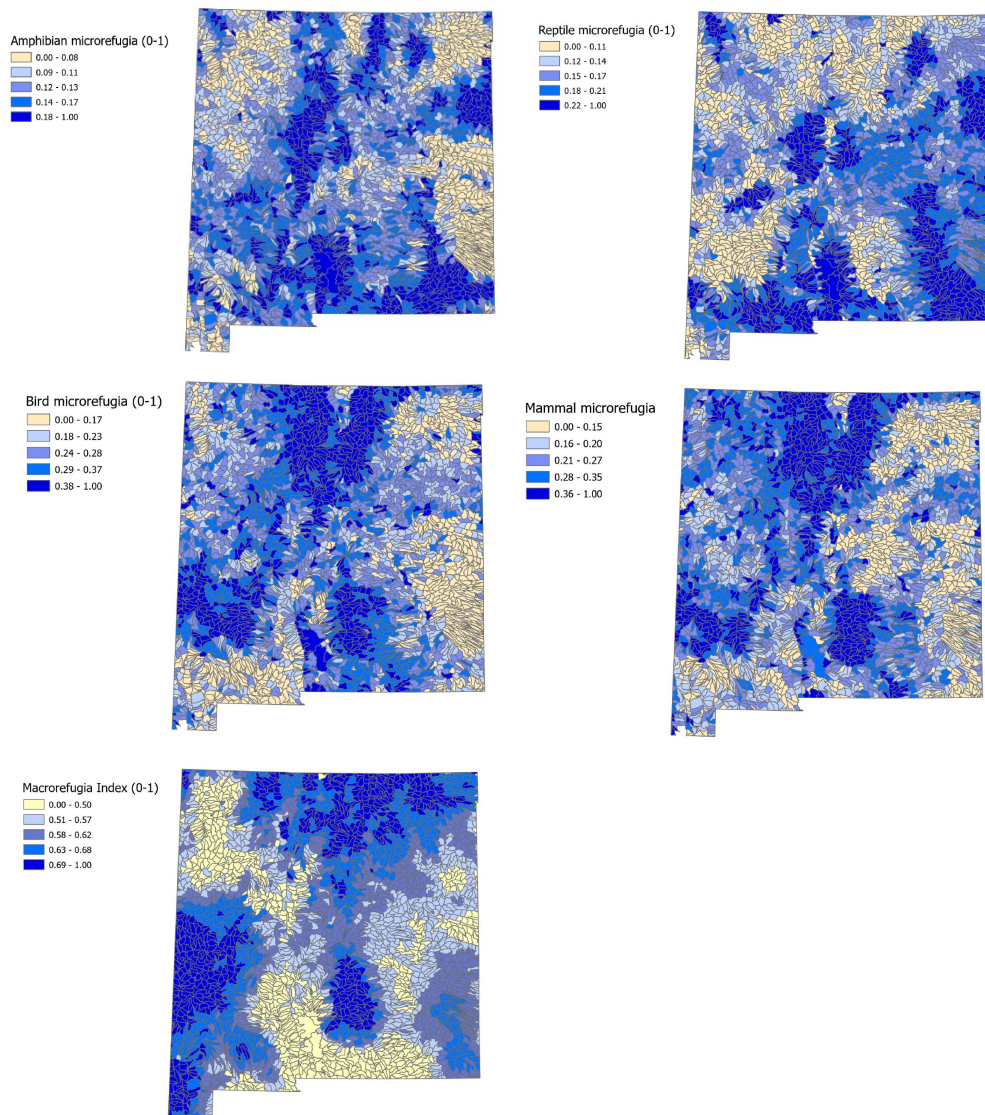 Amphibian microrefugia (0-1)
0.00 - 0.08
0.09 - 0.11
0.12 - 0.13
0.14 - 0.17
0.18 - 1.00
Reptile microrefugia (0-1)
0.00 - 0.11
0.12 - 0.14
0.15 - 0.17
0.18 - 0.21
0.22 - 1.00
Bird microrefugia (0-1)
0.00 - 0.17
0.18 - 0.23
0.24 - 0.28
0.29 - 0.37
0.38 - 1.00
Mammal microrefugia
0.00 - 0.15
0.16 - 0.20
0.21 - 0.27
0.28 - 0.35
0.36 - 1.00
Macrorefugia Index (0-1)
0.00 - 0.50
0.51 - 0.57
0.58 - 0.62
0.63 - 0.68
0.69 - 1.00